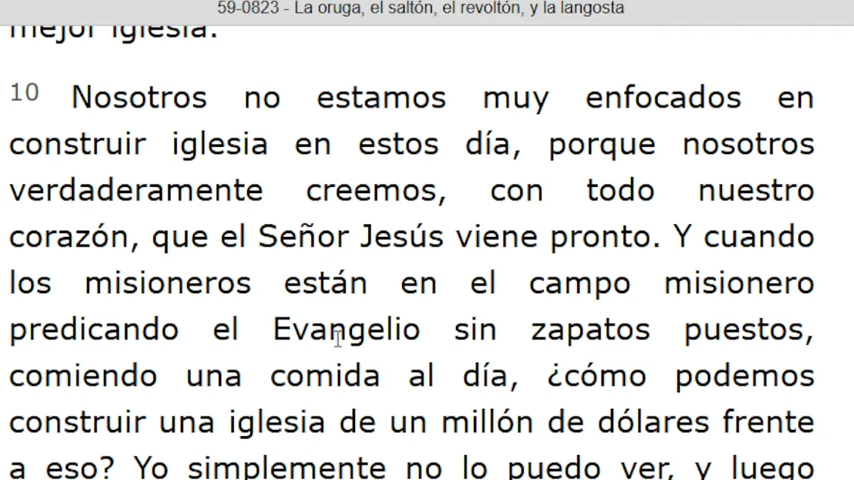 59-0823 - La oruga, el saltón, el revoltón, y la langosta
mejor iglesia.
10 Nosotros no estamos muy enfocados en
construir iglesia en estos día, porque nosotros
verdaderamente creemos, con todo nuestro
corazón, que el Señor Jesús viene pronto. Y cuando
los misioneros están en el campo misionero
predicando el Evangelio sin zapatos puestos,
comiendo una comida al día, ¿cómo podemos
construir una iglesia de un millón de dólares frente
a eso? Yo simplemente no lo puedo ver, y luego